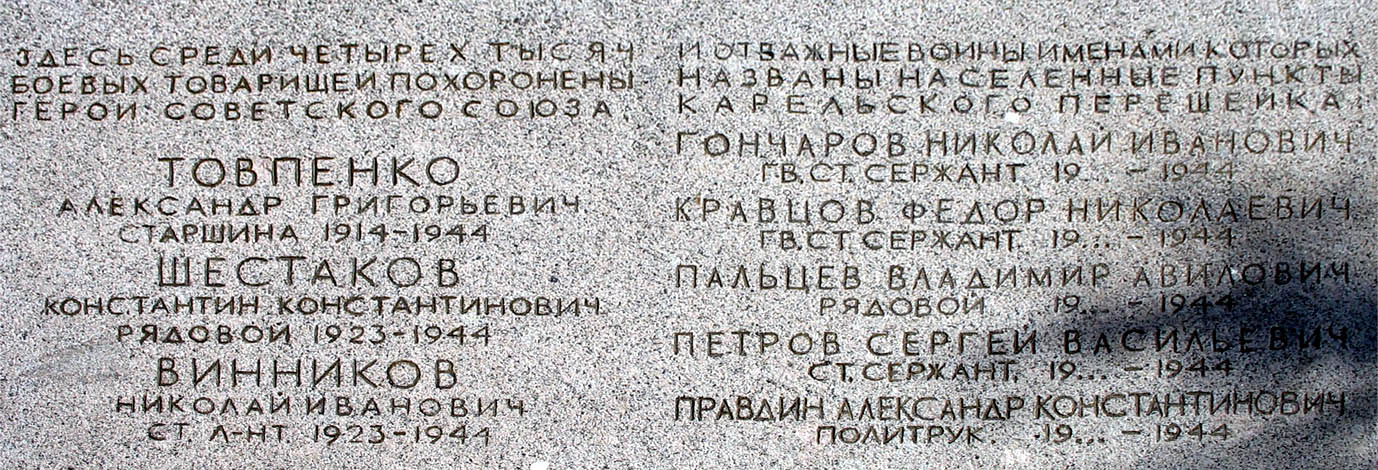 ЗДЕСЬ СРЕДИ ЧЕТЫРЕХ ТЫСЯЧ
БОЕВЫХ ТОВАРИЩЕЙ ПОХОРОНЕНЫ
ГЕРОИ СОВЕТСКОГО СОЮЗА
ТОВПЕНКО
АЛЕКСАНДР ГРИГОРЬЕВИЧ
СТАРШИНА 1914-1944
ШЕСТАКОВ
КОНСТАНТИН КОНСТАНТИНОВИЧ
РЯДОВОЙ 1923-1944
ВИННИКОВ
НИКОЛАЙ ИВАНОВИЧ
СТ. Л-НТ. 1923-1944
И ОТВАЖНЫЕ ВОИНЫ ИМЕНАМИ КОТОРЫХ
НАЗВАНЫ НАСЕЛЕННЫЕ ПУНКТЫ
КАРЕЛЬСКОГО ПЕРЕШЕЙКА:
ГОНЧАРОВ НИКОЛАЙ ИВАНОВИЧ
ГВ. СТ. СЕРЖАНТ. 19... - 1944
КРАВЦОВ ФЕДОР НИКОЛАЕВИЧ
ГВ. СТ. СЕРЖАНТ. 19... - 1944
ПАЛЬЦЕВ ВЛАДИМИР АВИЛОВИЧ
РЯДОВОЙ 19... - 1944
ПЕТРОВ СЕРГЕЙ ВАСИЛЬЕВИЧ
СТ. СЕРЖАНТ. 19... - 1944
ПРАВДИН АЛЕКСАНДР КОНСТАНТИНОВИЧ
ПОЛИТРУК. 19... - 1944